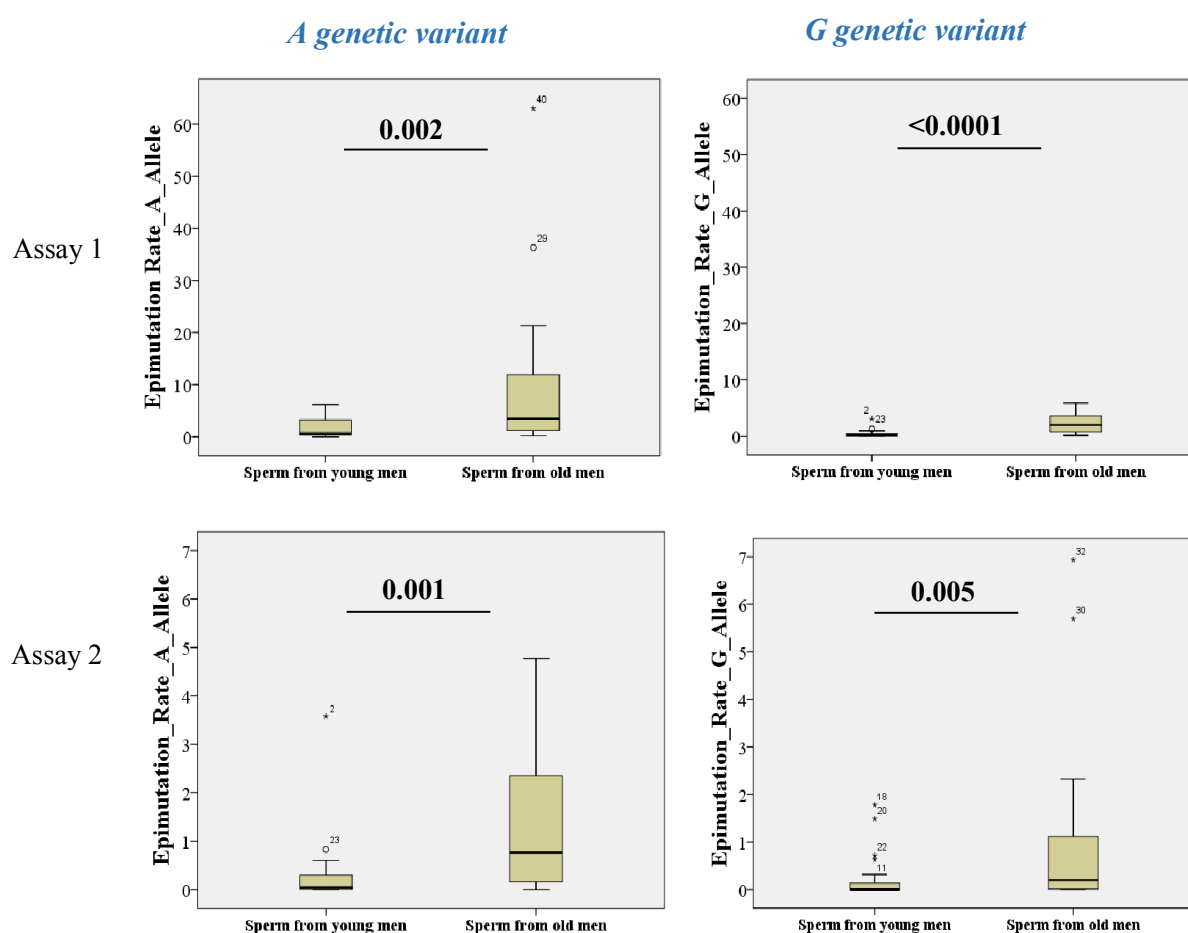 A genetic variant
G genetic variant
Assay 1
Epimutation Rate_A_Allele
60
50
40
30
20
10
0
0.002
40
29
Sperm from young men
Sperm from old men
Epimutation_Rate_G_Allele
60
50
40
30
20
10
0
<0.0001
2
23
Sperm from young men
Sperm from old men
Assay 2
Epimutation_Rate_A_Allele
7
6
5
4
3
2
1
0
0.001
2
23
Sperm from young men
Sperm from old men
Epimutation_Rate_G_Allele
7
6
5
4
3
2
1
0
0.005
32
30
18
20
22
11
Sperm from young men
Sperm from old men